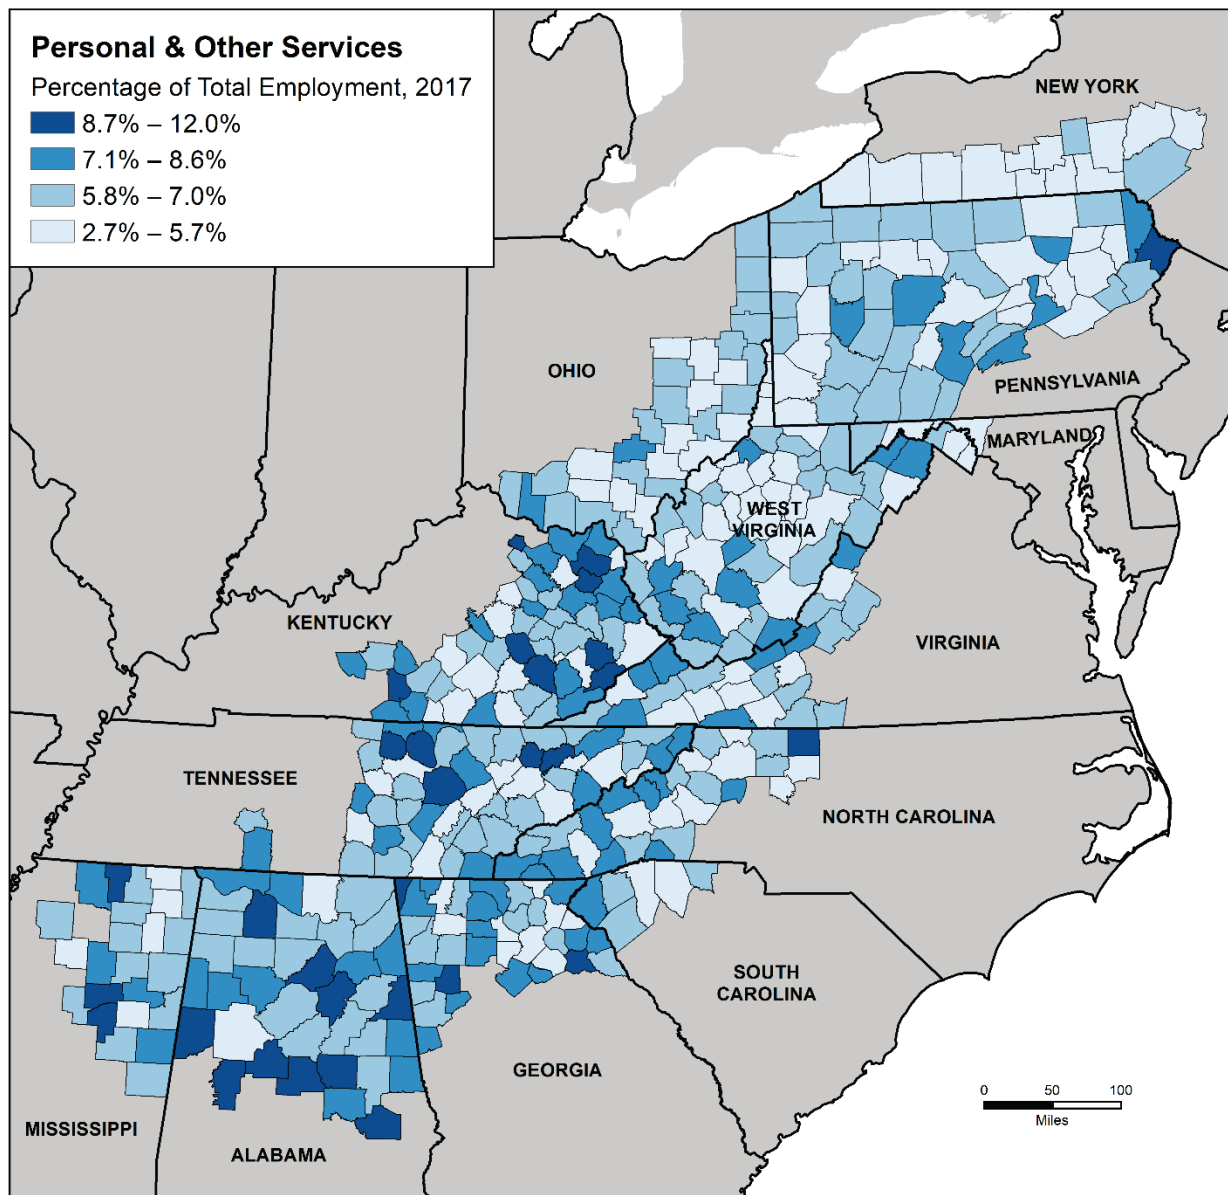 Personal & Other Services
Percentage of Total Employment, 2017
8.7% – 12.0%
7.1% – 8.6%
5.8% – 7.0%
2.7% – 5.7%
NEW YORK
OHIO
PENNSYLVANIA
MARYLAND
WEST
VIRGINIA
KENTUCKY
VIRGINIA
TENNESSEE
NORTH CAROLINA
SOUTH
CAROLINA
GEORGIA
MISSISSIPPI
ALABAMA
0 50 100
Miles